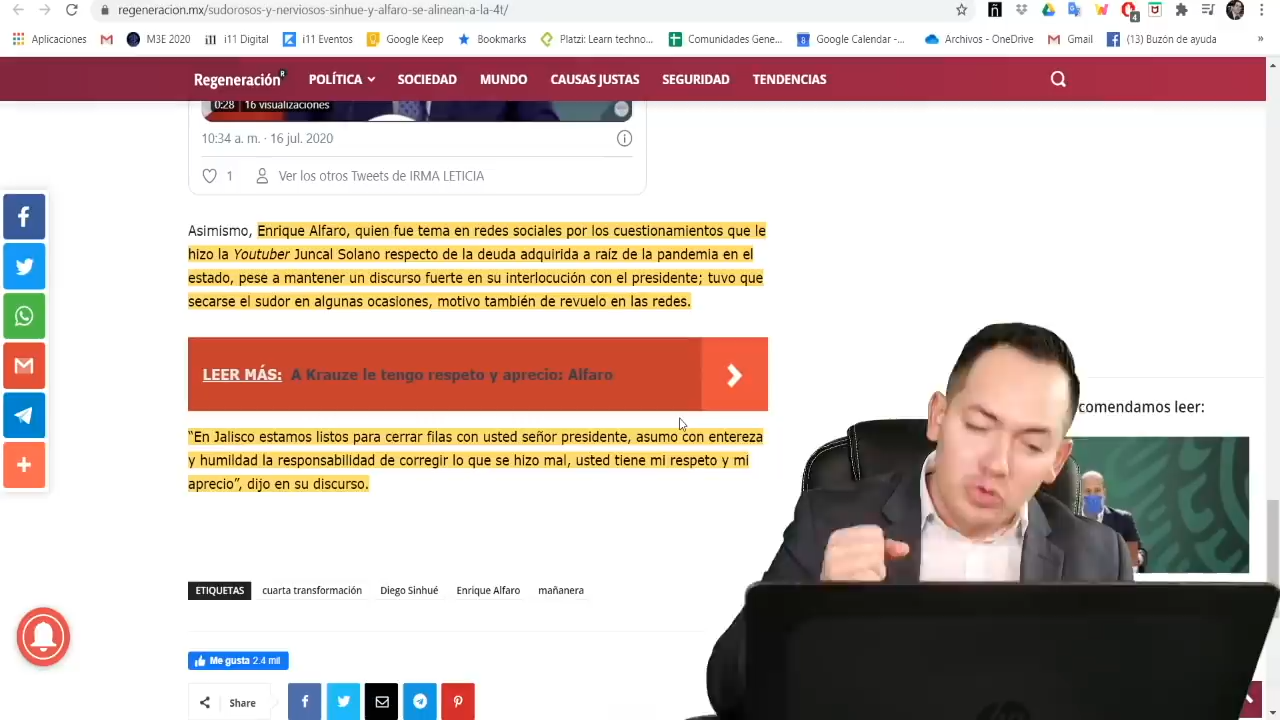 regeneracion.mx/sudorosos-y-nerviosos-sinhue-y-alfaro-se-alinean-a-la-4t/
4
Aplicaciones M3E 2020 i11 Digital i11 Eventos Google Keep Bookmarks Platzi: Learn techno... Comunidades Gene... Google Calendar -... Archivos - OneDrive Gmail (13) Buzón de ayuda »
Regeneración R POLÍTICA SOCIEDAD MUNDO CAUSAS JUSTAS SEGURIDAD TENDENCIAS
0:28 16 visualizaciones
10:34 a. m. · 16 jul. 2020
1 Ver los otros Tweets de IRMA LETICIA
Asimismo, Enrique Alfaro, quien fue tema en redes sociales por los cuestionamientos que le
hizo la Youtuber Juncal Solano respecto de la deuda adquirida a raíz de la pandemia en el
estado, pese a mantener un discurso fuerte en su interlocución con el presidente; tuvo que
secarse el sudor en algunas ocasiones, motivo también de revuelo en las redes.
LEER MÁS: A Krauze le tengo respeto y aprecio: Alfaro
comendamos leer:
“En Jalisco estamos listos para cerrar filas con usted señor presidente, asumo con entereza
y humildad la responsabilidad de corregir lo que se hizo mal, usted tiene mi respeto y mi
aprecio”, dijo en su discurso.
ETIQUETAS cuarta transformación Diego Sinhué Enrique Alfaro mañanera
Me gusta 2.4 mil
Share